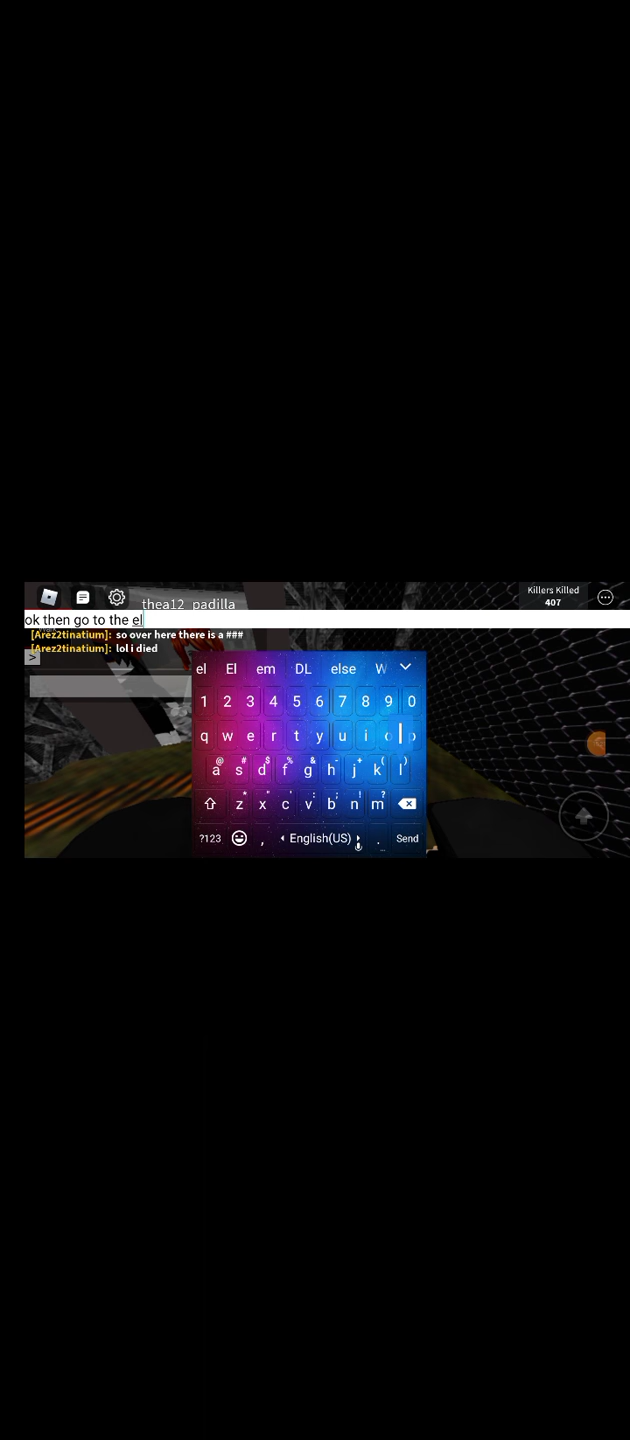 Killers Killed
407
thea12_padilla
ok then go to the el
[Arez2tinatium]: so over here there is a ###
[Arez2tinatium]: lol i died
>
el El em DL else W
1 2 3 4 5 6 7 8 9 0
q w e r t y u i o p
@ # $ % & - + ( )
a s d f g h j k l
* " ' : ; ! ?
z x c v b n m
?123 , English(US) . Send